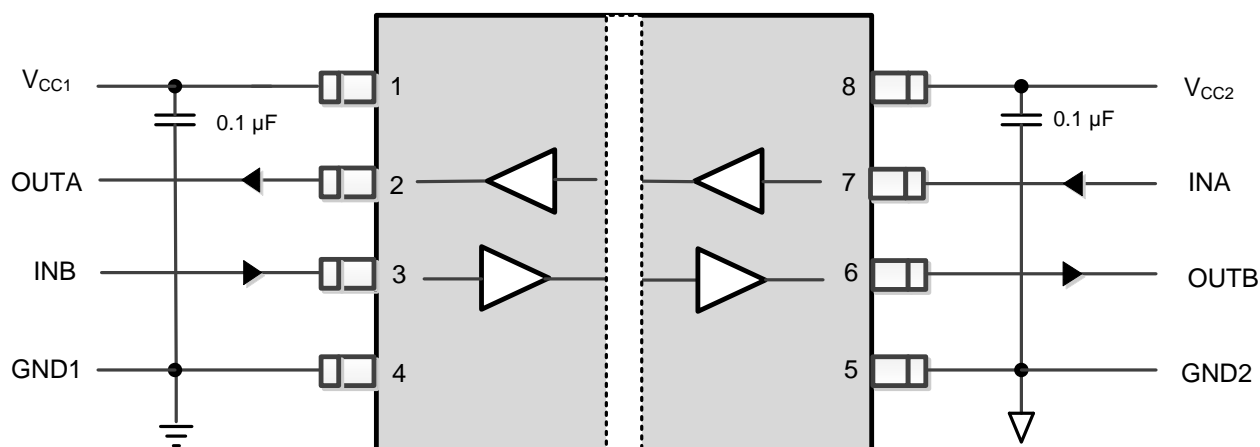 VCC1
1
8
VCC2
0.1 µF
0.1 µF
OUTA
2
7
INA
INB
3
6
OUTB
GND1
4
5
GND2